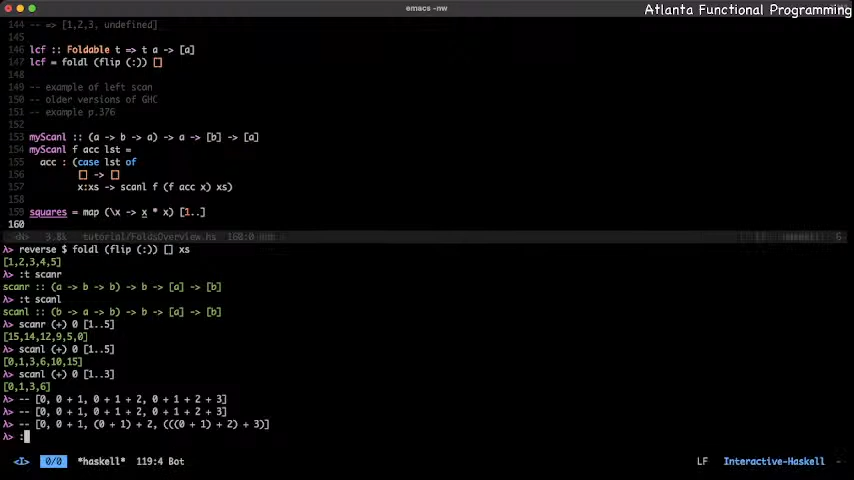 emacs -nw
Atlanta Functional Programming
144 -- => [1,2,3, undefined]
145
146 lcf :: Foldable t => t a -> [a]
147 lcf = foldl (flip (:)) []
148
149 -- example of left scan
150 -- older versions of GHC
151 -- example p.376
152
153 myScanl :: (a -> b -> a) -> a -> [b] -> [a]
154 myScanl f acc lst =
155   acc : (case lst of
156          [] -> []
157          x:xs -> scanl f (f acc x) xs)
158
159 squares = map (\x -> x * x) [1..]
160
<N> 3.8k tutorial/FoldsOverview.hs 160:0
λ> reverse $ foldl (flip (:)) [] xs
[1,2,3,4,5]
λ> :t scanr
scanr :: (a -> b -> b) -> b -> [a] -> [b]
λ> :t scanl
scanl :: (b -> a -> b) -> b -> [a] -> [b]
λ> scanr (+) 0 [1..5]
[15,14,12,9,5,0]
λ> scanl (+) 0 [1..5]
[0,1,3,6,10,15]
λ> scanl (+) 0 [1..3]
[0,1,3,6]
λ> -- [0, 0 + 1, 0 + 1 + 2, 0 + 1 + 2 + 3]
λ> -- [0, 0 + 1, 0 + 1 + 2, 0 + 1 + 2 + 3]
λ> -- [0, 0 + 1, (0 + 1) + 2, (((0 + 1) + 2) + 3)]
λ> :
<I> 0/0 *haskell* 119:4 Bot LF Interactive-Haskell